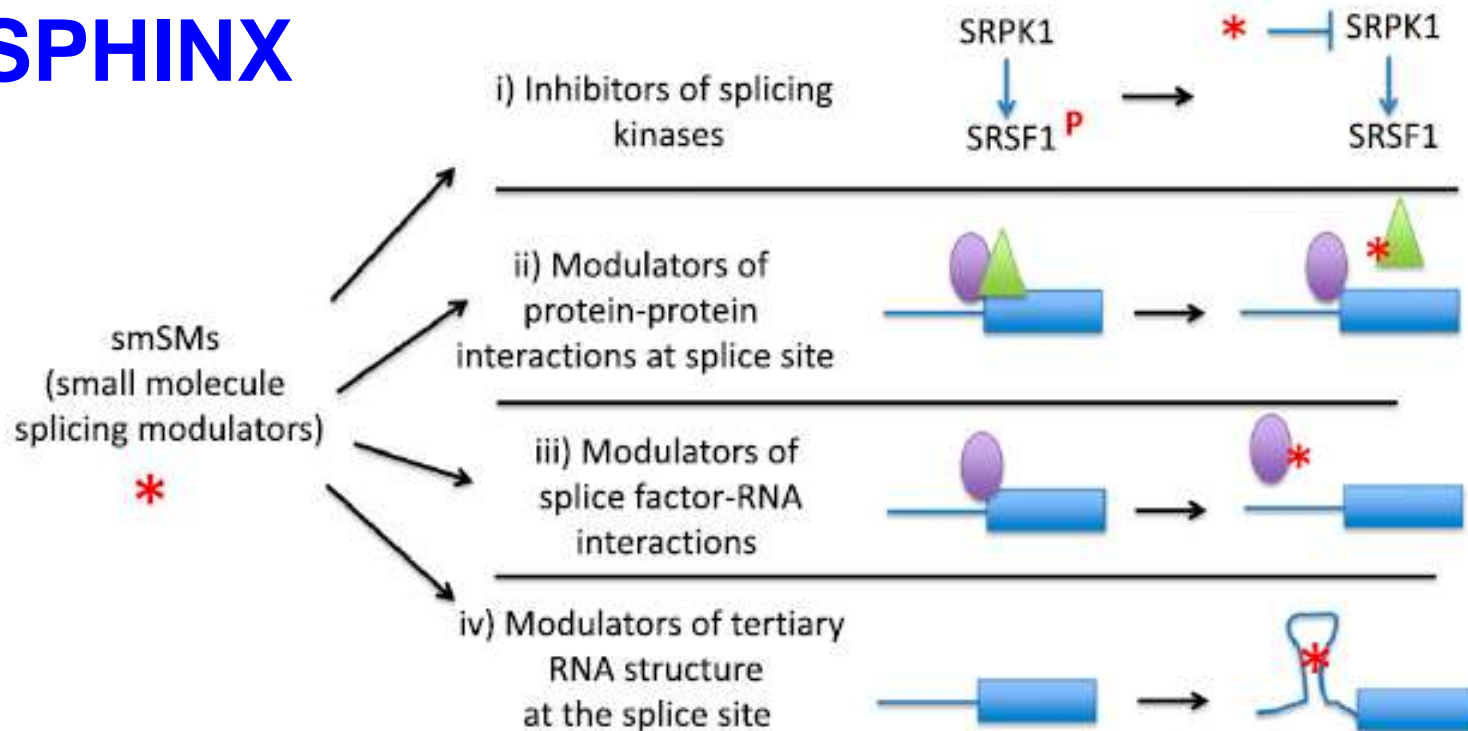 SPHINX
i) Inhibitors of splicing
kinases
SRPK1
SRSF1 P
* SRPK1
SRSF1
ii) Modulators of
protein-protein
interactions at splice site
*
smSMs
(small molecule
splicing modulators)
*
iii) Modulators of
splice factor-RNA
interactions
*
iv) Modulators of tertiary
RNA structure
at the splice site
*